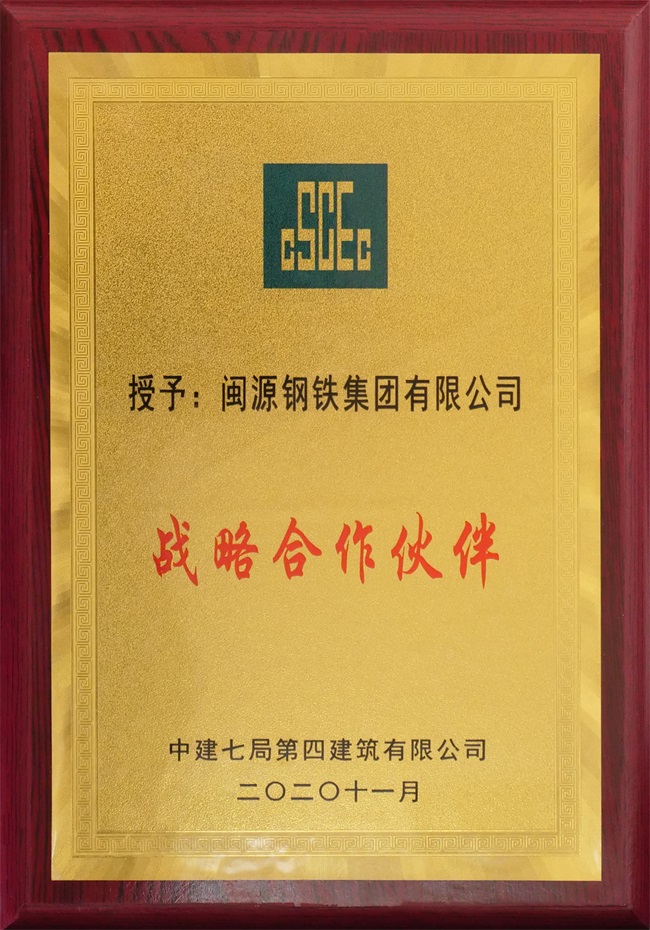 CSCEC
授予：闽源钢铁集团有限公司
战略合作伙伴
中建七局第四建筑有限公司
二〇二〇十一月